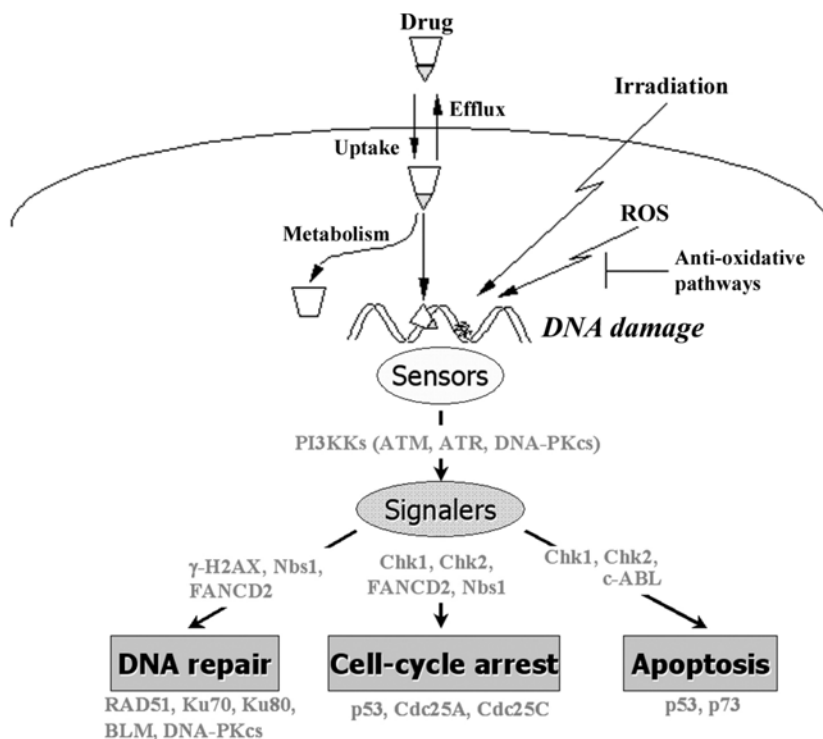 Drug
Efflux
Irradiation
Uptake
ROS
Metabolism
Anti-oxidative
pathways
DNA damage
Sensors
PI3KKs (ATM, ATR, DNA-PKcs)
Signalers
γ-H2AX, Nbs1,
FANCD2
Chk1, Chk2,
FANCD2, Nbs1
Chk1, Chk2,
c-ABL
DNA repair
Cell-cycle arrest
Apoptosis
RAD51, Ku70, Ku80,
BLM, DNA-PKcs
p53, Cdc25A, Cdc25C
p53, p73